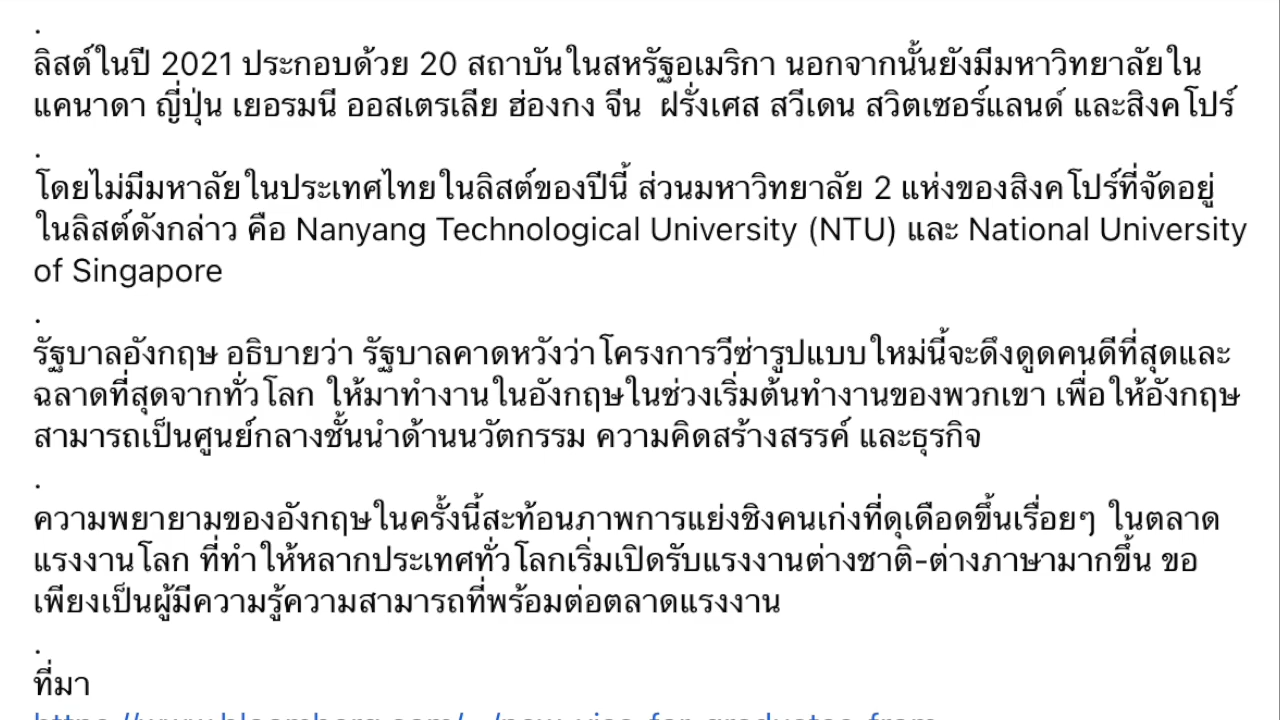 .
ลิสต์ในปี 2021 ประกอบด้วย 20 สถาบันในสหรัฐอเมริกา นอกจากนั้นยังมีมหาวิทยาลัยใน
แคนาดา ญี่ปุ่น เยอรมนี ออสเตรเลีย ฮ่องกง จีน  ฝรั่งเศส สวีเดน สวิตเซอร์แลนด์ และสิงคโปร์
.
โดยไม่มีมหาลัยในประเทศไทยในลิสต์ของปีนี้ ส่วนมหาวิทยาลัย 2 แห่งของสิงคโปร์ที่จัดอยู่
ในลิสต์ดังกล่าว คือ Nanyang Technological University (NTU) และ National University
of Singapore
.
รัฐบาลอังกฤษ อธิบายว่า รัฐบาลคาดหวังว่าโครงการวีซ่ารูปแบบใหม่นี้จะดึงดูดคนดีที่สุดและ
ฉลาดที่สุดจากทั่วโลก ให้มาทำงานในอังกฤษในช่วงเริ่มต้นทำงานของพวกเขา เพื่อให้อังกฤษ
สามารถเป็นศูนย์กลางชั้นนำด้านนวัตกรรม ความคิดสร้างสรรค์ และธุรกิจ
.
ความพยายามของอังกฤษในครั้งนี้สะท้อนภาพการแย่งชิงคนเก่งที่ดุเดือดขึ้นเรื่อยๆ ในตลาด
แรงงานโลก ที่ทำให้หลากประเทศทั่วโลกเริ่มเปิดรับแรงงานต่างชาติ-ต่างภาษามากขึ้น ขอ
เพียงเป็นผู้มีความรู้ความสามารถที่พร้อมต่อตลาดแรงงาน
.
ที่มา
https://www.bloomberg.com/.../new-visa-for-graduates-from